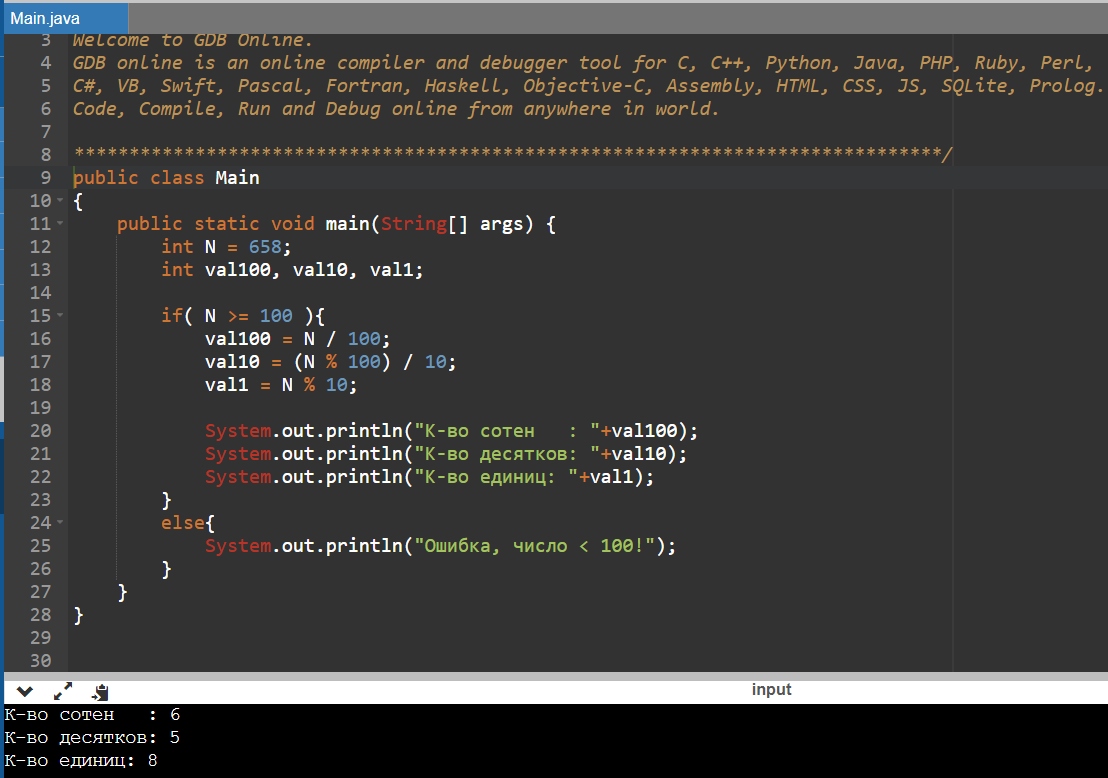 Main.java
3 Welcome to GDB Online.
4 GDB online is an online compiler and debugger tool for C, C++, Python, Java, PHP, Ruby, Perl,
5 C#, VB, Swift, Pascal, Fortran, Haskell, Objective-C, Assembly, HTML, CSS, JS, SQLite, Prolog.
6 Code, Compile, Run and Debug online from anywhere in world.
7
8 *******************************************************************************/
9 public class Main
10 {
11     public static void main(String[] args) {
12         int N = 658;
13         int val100, val10, val1;
14
15         if( N >= 100 ){
16             val100 = N / 100;
17             val10 = (N % 100) / 10;
18             val1 = N % 10;
19
20             System.out.println("К-во сотен   : "+val100);
21             System.out.println("К-во десятков: "+val10);
22             System.out.println("К-во единиц: "+val1);
23         }
24         else{
25             System.out.println("Ошибка, число < 100!");
26         }
27     }
28 }
29
30
input
К-во сотен   : 6
К-во десятков: 5
К-во единиц: 8